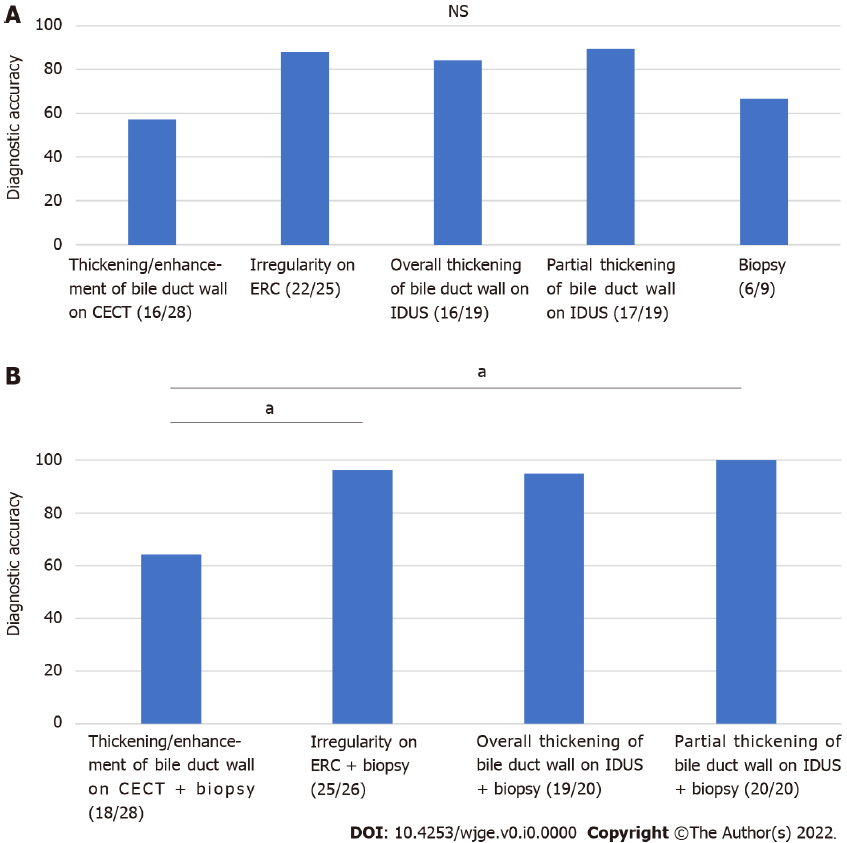 A
NS
Diagnostic accuracy
100
80
60
40
20
0
Thickening/enhance-
ment of bile duct wall
on CECT (16/28)
Irregularity on
ERC (22/25)
Overall thickening
of bile duct wall on
IDUS (16/19)
Partial thickening
of bile duct wall
on IDUS (17/19)
Biopsy
(6/9)
B
a
a
Diagnostic accuracy
100
80
60
40
20
0
Thickening/enhance-
ment of bile duct wall
on CECT + biopsy
(18/28)
Irregularity on
ERC + biopsy
(25/26)
Overall thickening of
bile duct wall on IDUS
+ biopsy (19/20)
Partial thickening of
bile duct wall on IDUS
+ biopsy (20/20)
DOI: 10.4253/wjge.v0.i0.0000 Copyright ©The Author(s) 2022.